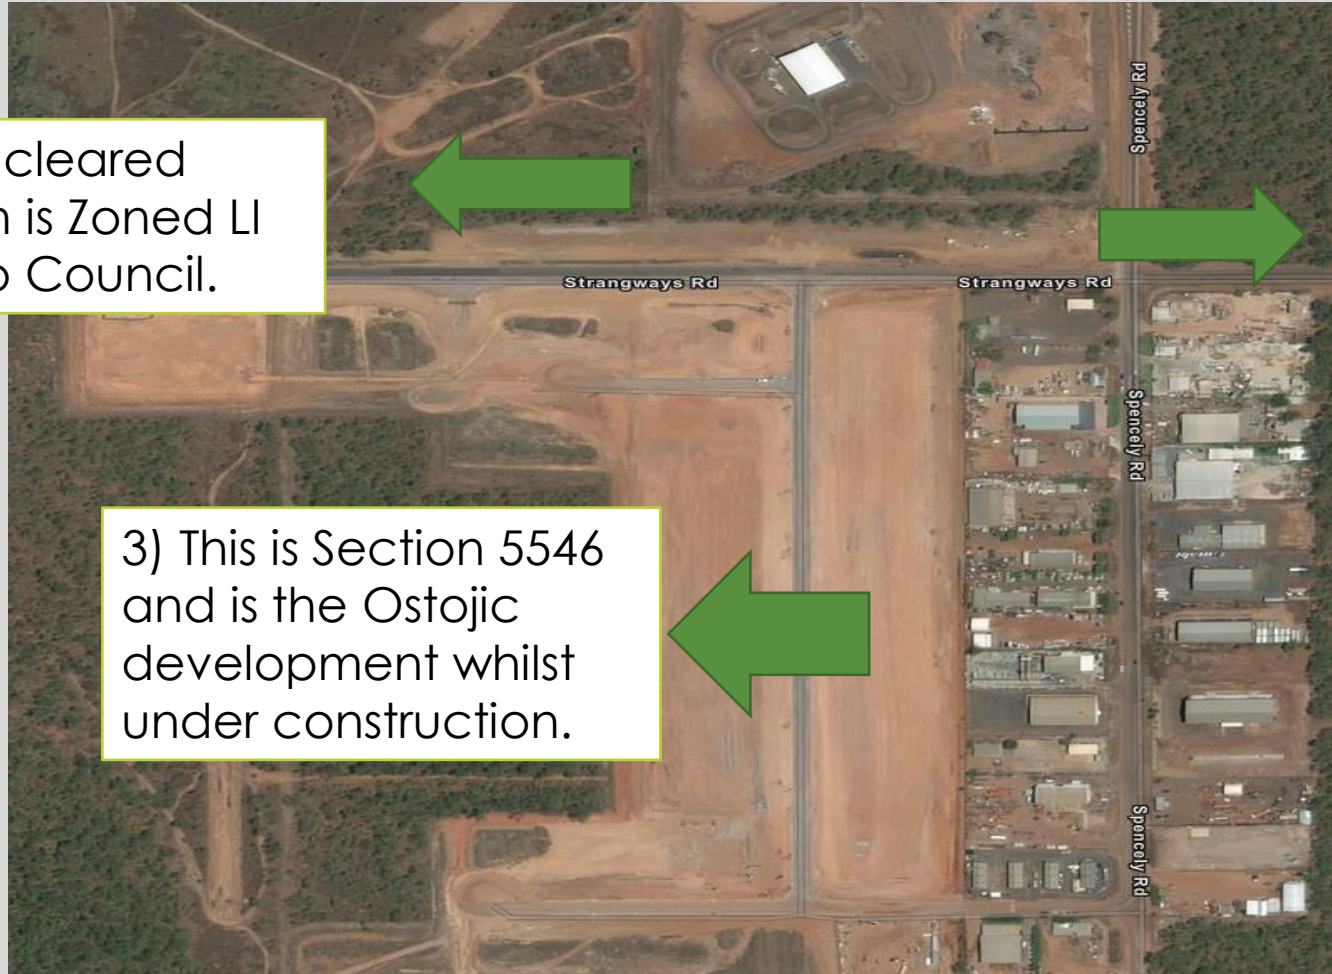 cleared
is Zoned LI
Council.
Strangways Rd
Strangways Rd
Spencely Rd
Spencely Rd
3) This is Section 5546
and is the Ostojic
development whilst
under construction.
Spencely Rd